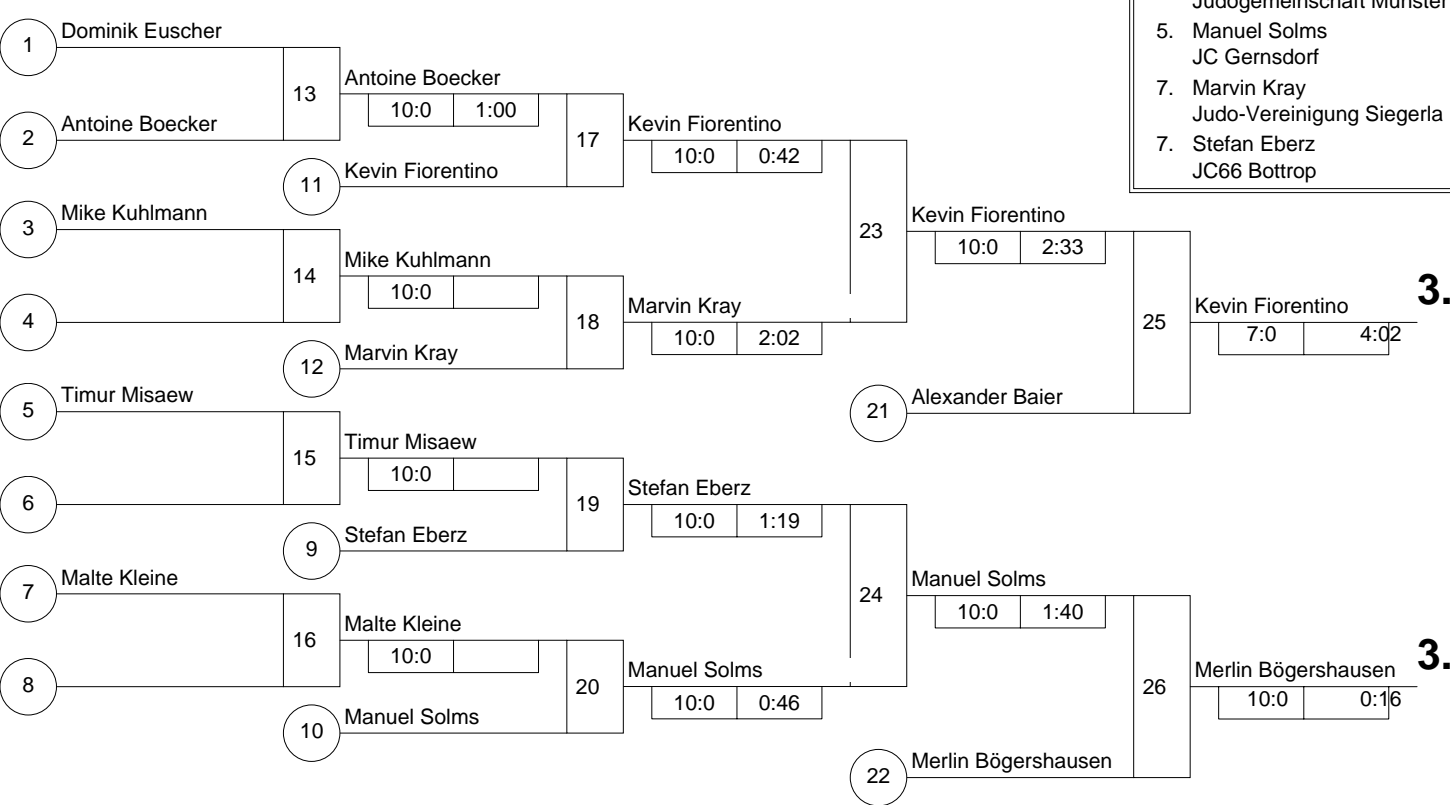 Judogemeinschaft Münster
5. Manuel Solms
JC Gernsdorf
7. Marvin Kray
Judo-Vereinigung Siegerla
7. Stefan Eberz
JC66 Bottrop
1 Dominik Euscher
13 Antoine Boecker
10:0 1:00
2 Antoine Boecker
17 Kevin Fiorentino
10:0 0:42
11 Kevin Fiorentino
3 Mike Kuhlmann
23 Kevin Fiorentino
10:0 2:33
14 Mike Kuhlmann
10:0
3.
4
18 Marvin Kray
10:0 2:02
25 Kevin Fiorentino
7:0 4:02
12 Marvin Kray
5 Timur Misaew
21 Alexander Baier
15 Timur Misaew
10:0
6
19 Stefan Eberz
10:0 1:19
9 Stefan Eberz
7 Malte Kleine
24 Manuel Solms
10:0 1:40
16 Malte Kleine
10:0
3.
8
20 Manuel Solms
10:0 0:46
26 Merlin Bögershausen
10:0 0:16
10 Manuel Solms
22 Merlin Bögershausen